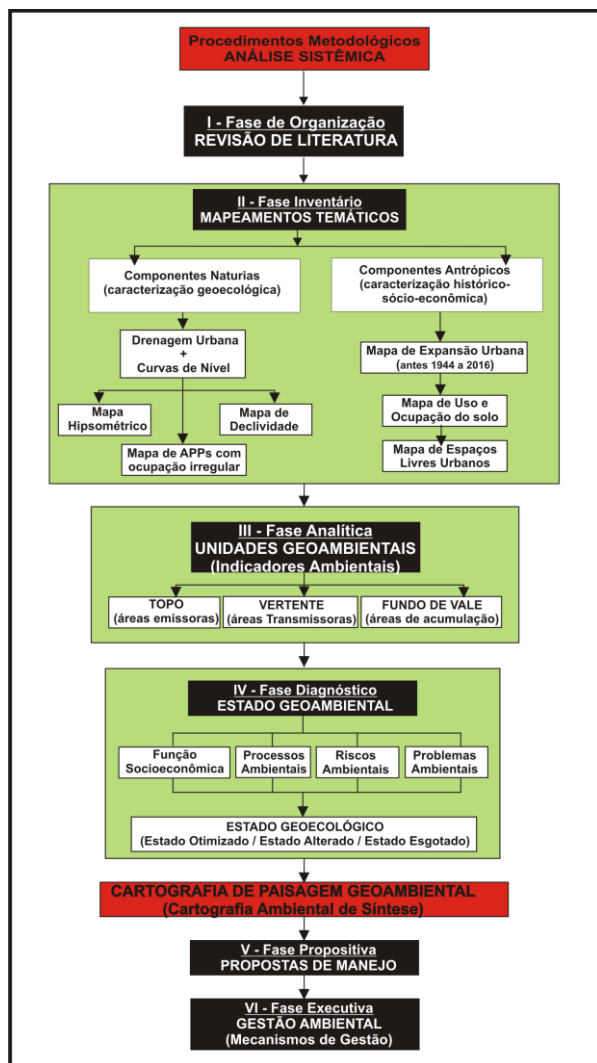 Procedimentos Metodológicos
ANÁLISE SISTÊMICA
I - Fase de Organização
REVISÃO DE LITERATURA
II - Fase Inventário
MAPEAMENTOS TEMÁTICOS
Componentes Naturias
(caracterização geoecológica)
Componentes Antrópicos
(caracterização histórico-
sócio-econômica)
Drenagem Urbana
+
Curvas de Nível
Mapa
Hipsométrico
Mapa de
Declividade
Mapa de APPs com
ocupação irregular
Mapa de Expansão Urbana
(antes 1944 a 2016)
Mapa de Uso e
Ocupação do solo
Mapa de Espaços
Livres Urbanos
III - Fase Analítica
UNIDADES GEOAMBIENTAIS
(Indicadores Ambientais)
TOPO
(áreas emissoras)
VERTENTE
(áreas Transmissoras)
FUNDO DE VALE
(áreas de acumulação)
IV - Fase Diagnóstico
ESTADO GEOAMBIENTAL
Função
Socioeconômica
Processos
Ambientais
Riscos
Ambientais
Problemas
Ambientais
ESTADO GEOECOLÓGICO
(Estado Otimizado / Estado Alterado / Estado Esgotado)
CARTOGRAFIA DE PAISAGEM GEOAMBIENTAL
(Cartografia Ambiental de Síntese)
V - Fase Propositiva
PROPOSTAS DE MANEJO
VI - Fase Executiva
GESTÃO AMBIENTAL
(Mecanismos de Gestão)